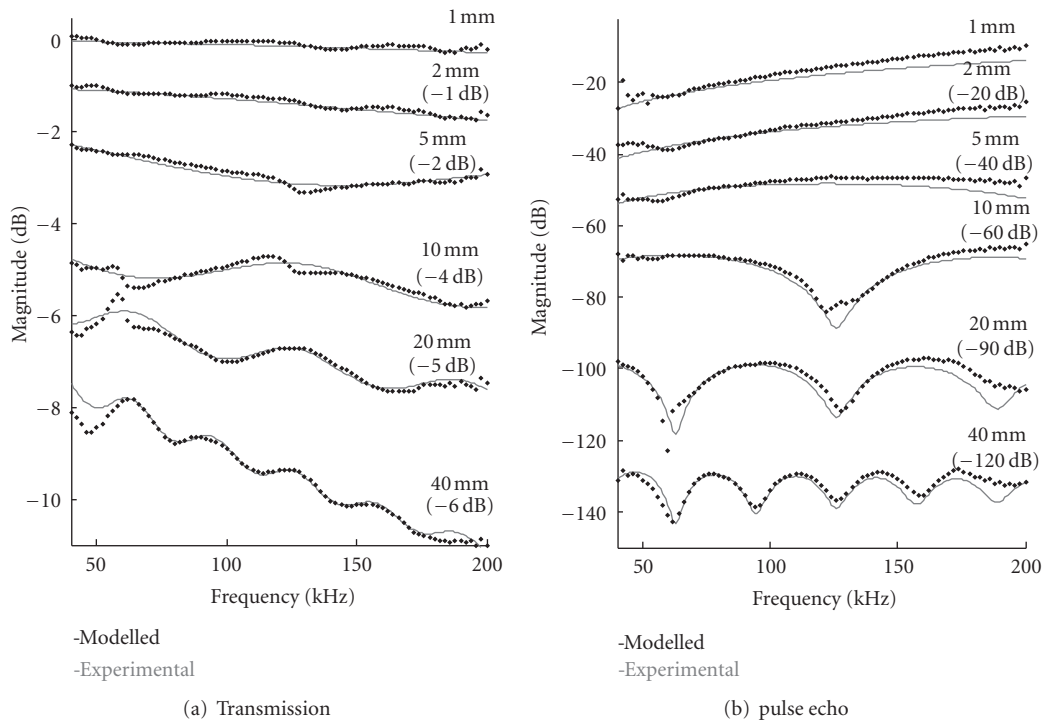 1 mm
0
2 mm
(−1 dB)
−2
5 mm
(−2 dB)
−4
10 mm
(−4 dB)
−6
20 mm
(−5 dB)
−8
−10
40 mm
(−6 dB)
Magnitude (dB)
50
100
150
200
Frequency (kHz)
-Modelled
-Experimental
(a) Transmission
1 mm
−20
2 mm
(−20 dB)
−40
5 mm
(−40 dB)
−60
10 mm
(−60 dB)
−80
20 mm
(−90 dB)
−100
−120
40 mm
(−120 dB)
−140
Magnitude (dB)
50
100
150
200
Frequency (kHz)
-Modelled
-Experimental
(b) pulse echo